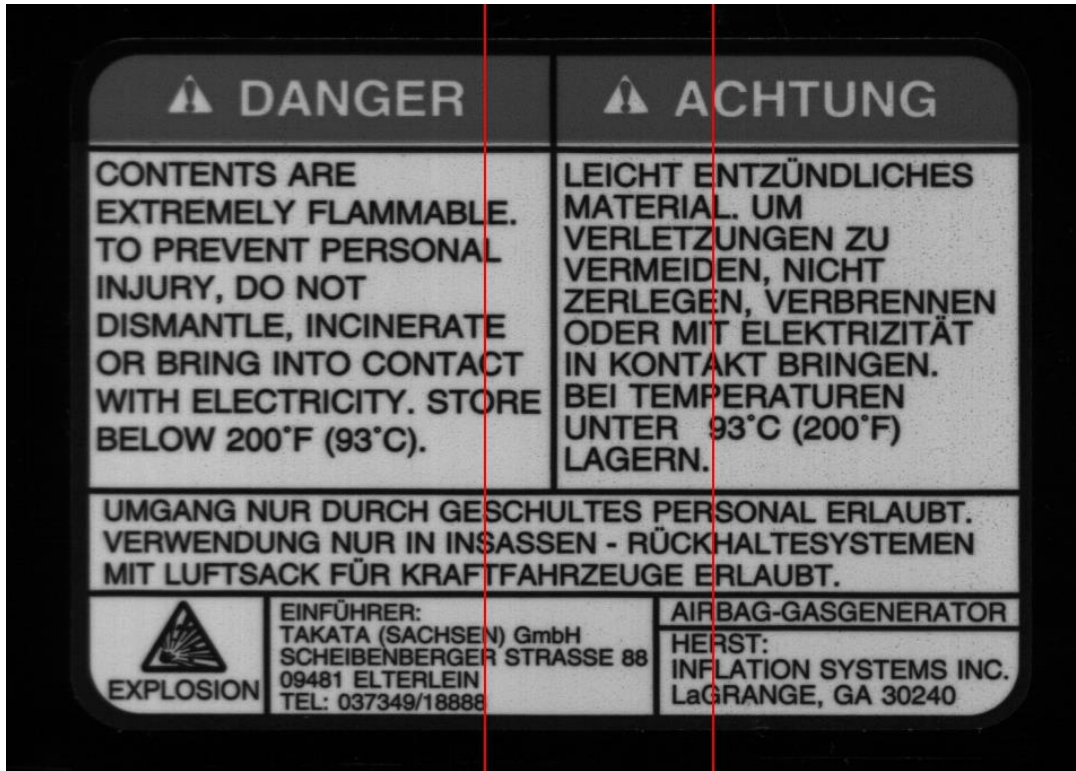 DANGER
CONTENTS ARE
EXTREMELY FLAMMABLE.
TO PREVENT PERSONAL
INJURY, DO NOT
DISMANTLE, INCINERATE
OR BRING INTO CONTACT
WITH ELECTRICITY. STORE
BELOW 200°F (93°C).
ACHTUNG
LEICHT ENTZÜNDLICHES
MATERIAL. UM
VERLETZUNGEN ZU
VERMEIDEN, NICHT
ZERLEGEN, VERBRENNEN
ODER MIT ELEKTRIZITÄT
IN KONTAKT BRINGEN.
BEI TEMPERATUREN
UNTER 93°C (200°F)
LAGERN.
UMGANG NUR DURCH GESCHULTES PERSONAL ERLAUBT.
VERWENDUNG NUR IN INSASSEN - RÜCKHALTESYSTEMEN
MIT LUFTSACK FÜR KRAFTFAHRZEUGE ERLAUBT.
EXPLOSION
EINFÜHRER:
TAKATA (SACHSEN) GmbH
SCHEIBENBERGER STRASSE 88
09481 ELTERLEIN
TEL: 037349/18888
AIRBAG-GASGENERATOR
HERST:
INFLATION SYSTEMS INC.
LaGRANGE, GA 30240